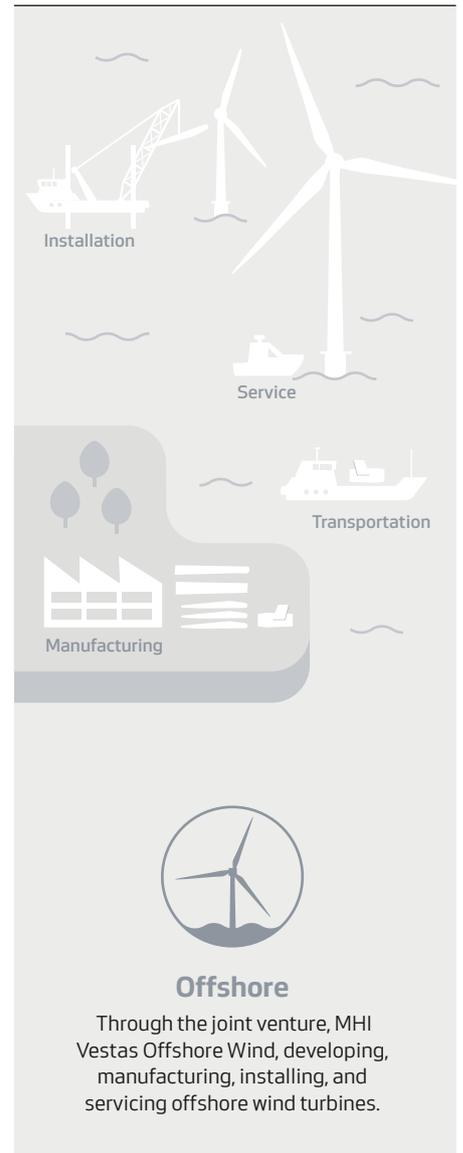 Installation
Service
Transportation
Manufacturing
Offshore
Through the joint venture, MHI
Vestas Offshore Wind, developing,
manufacturing, installing, and
servicing offshore wind turbines.